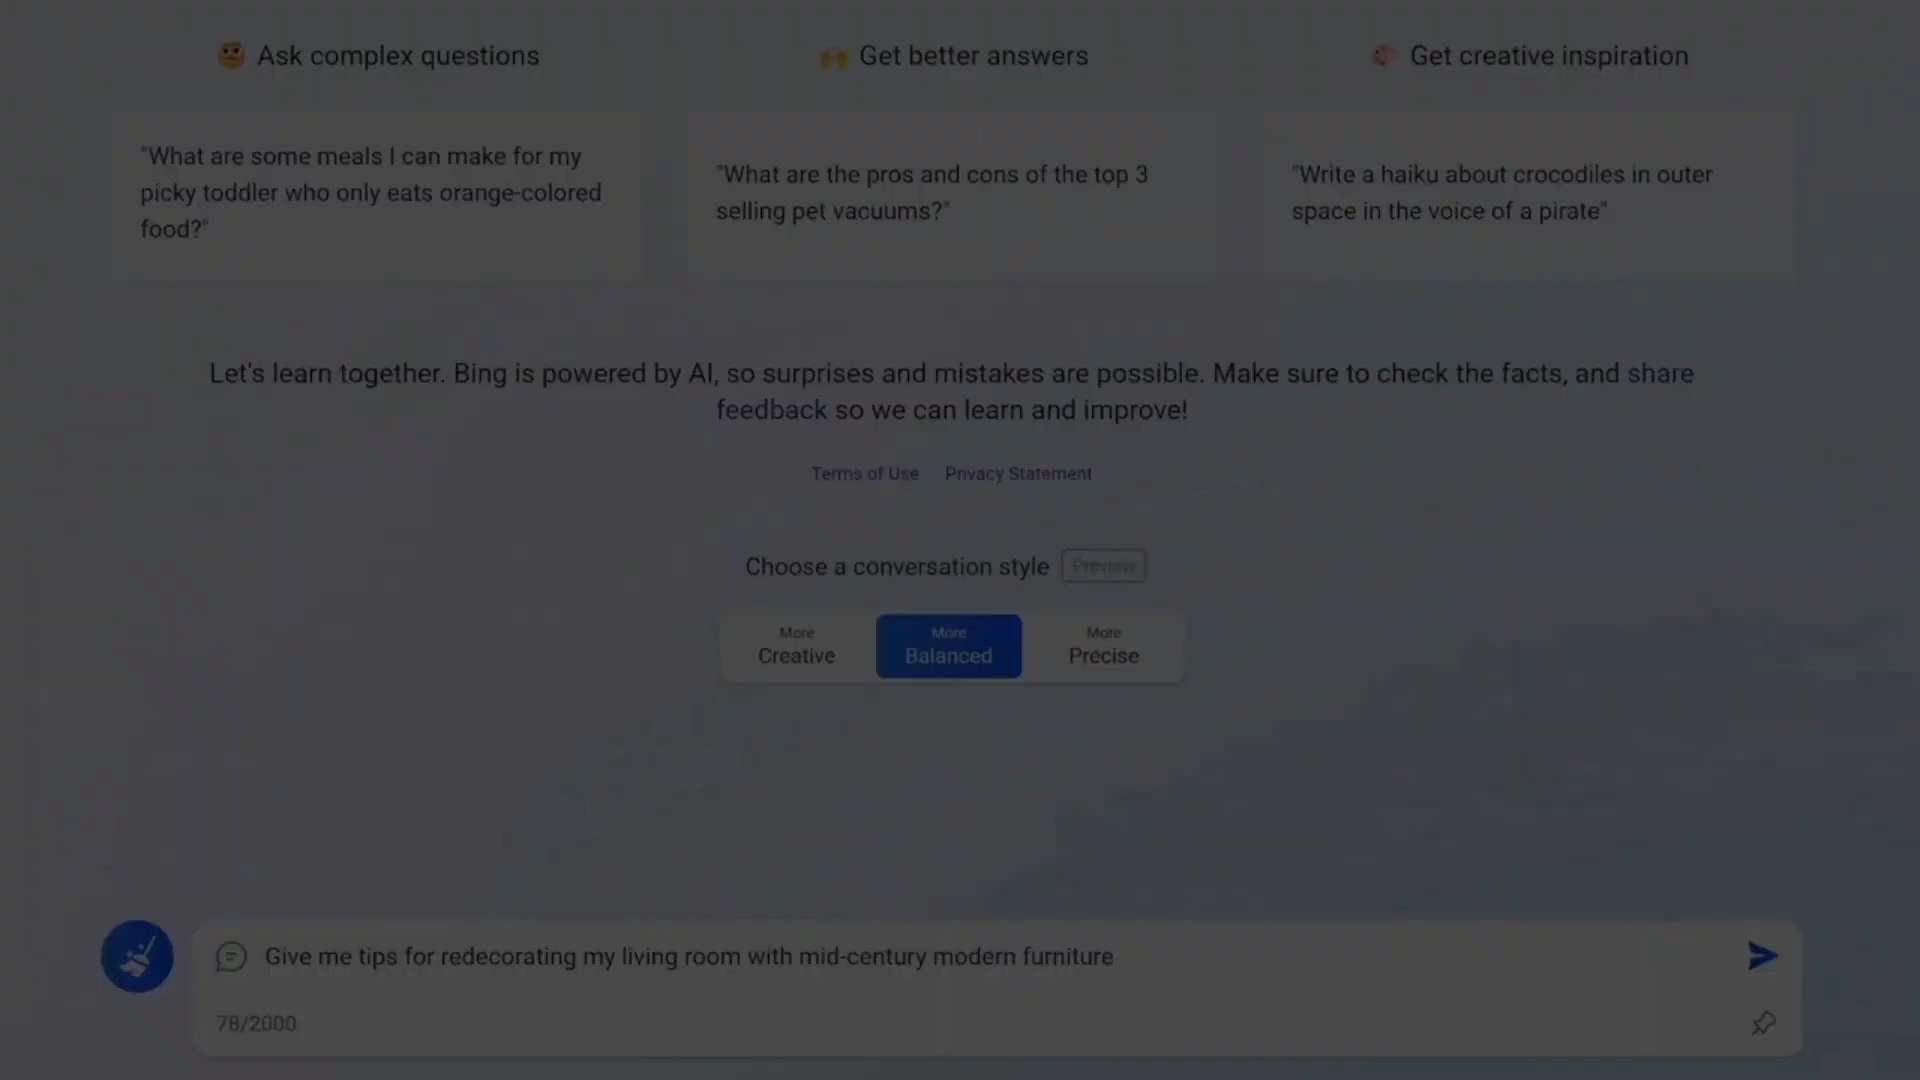 Ask complex questions
Get better answers
Get creative inspiration
"What are some meals I can make for my
picky toddler who only eats orange-colored
food?"
"What are the pros and cons of the top 3
selling pet vacuums?"
"Write a haiku about crocodiles in outer
space in the voice of a pirate"
Let's learn together. Bing is powered by AI, so surprises and mistakes are possible. Make sure to check the facts, and share
feedback so we can learn and improve!
Terms of Use Privacy Statement
Choose a conversation style Preview
More
Creative
More
Balanced
More
Precise
Give me tips for redecorating my living room with mid-century modern furniture
78/2000